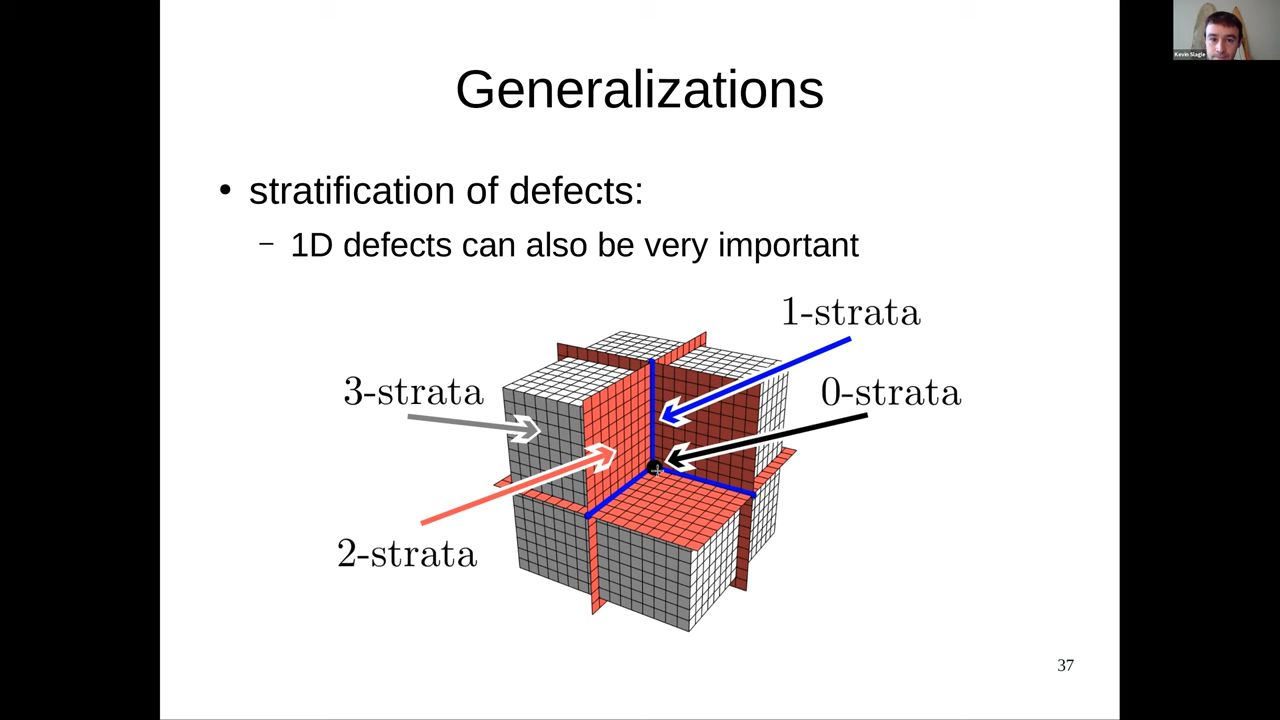 Kevin Slagle
Generalizations
• stratification of defects:
– 1D defects can also be very important
1-strata
3-strata
0-strata
2-strata
37